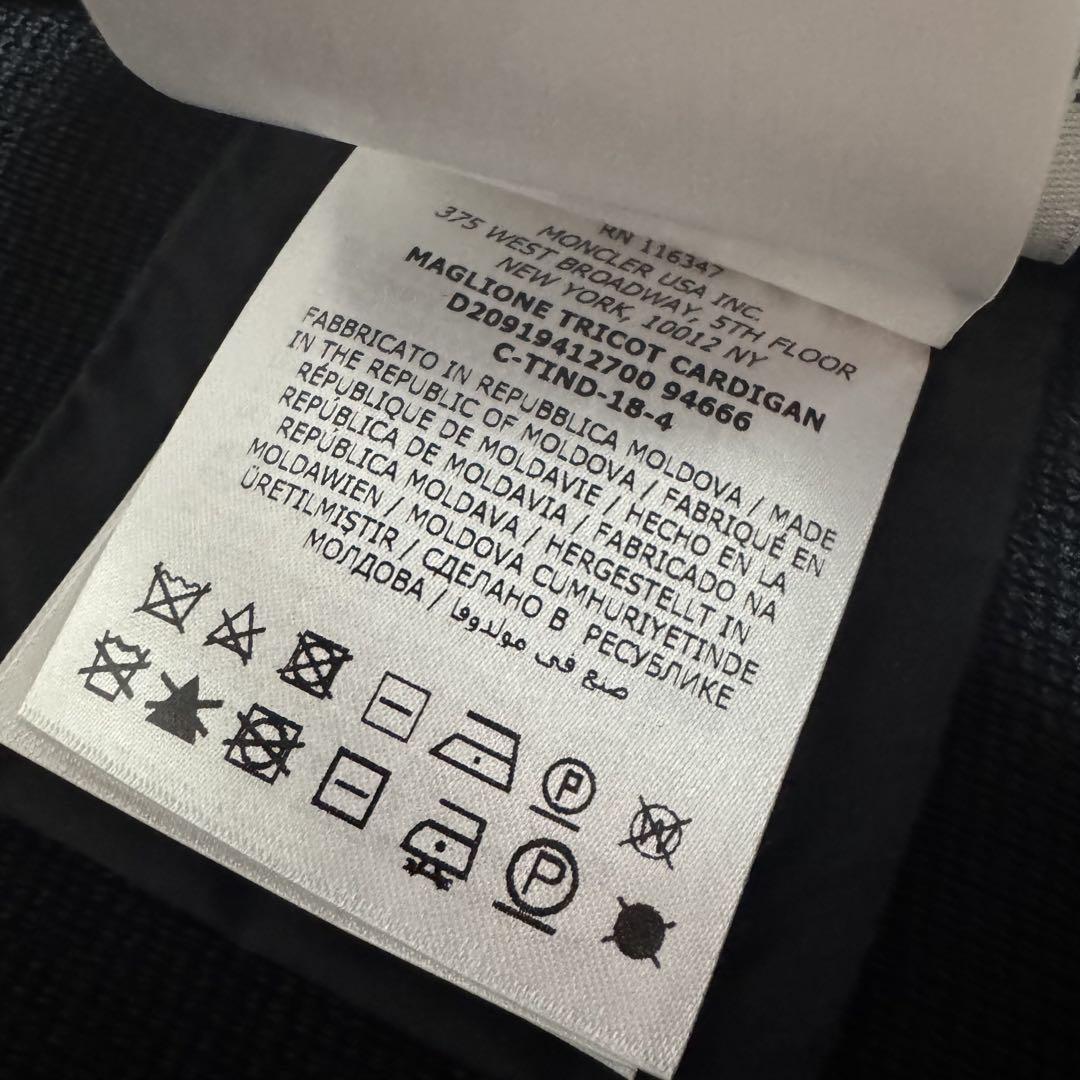 RN 116347
MONCLER USA INC.
375 WEST BROADWAY, 5TH FLOOR
NEW YORK, 10012 NY
MAGLIONE TRICOT CARDIGAN
D20919412700 94666
C-TIND-18-4
FABBRICATO IN REPUBBLICA MOLDOVA / MADE
IN THE REPUBLIC OF MOLDOVA / FABRIQUÉ EN
RÉPUBLIQUE DE MOLDAVIE / HECHO EN LA
REPÚBLICA DE MOLDAVIA / FABRICADO NA
REPÚBLICA MOLDAVA / HERGESTELLT IN
MOLDAWIEN / MOLDOVA CUMHURIYETINDE
ÜRETILMIŞTIR / СДЕЛАНО В РЕСУБЛИКЕ
МОЛДОВА / صنع في مولدوفا
P
W
P